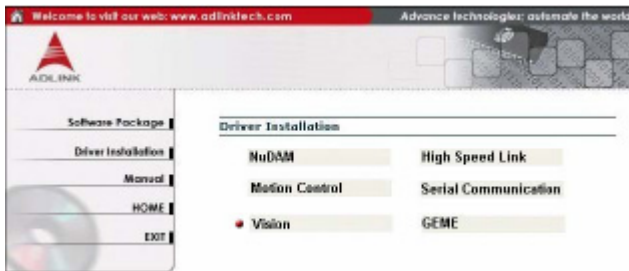 Welcome to visit our web: www.adlinktech.com
Advance technologies; automate the world
ADLINK
Software Package
Driver Installation
Manual
HOME
EXIT
Driver Installation
NuDAM
High Speed Link
Motion Control
Serial Communication
Vision
GEME